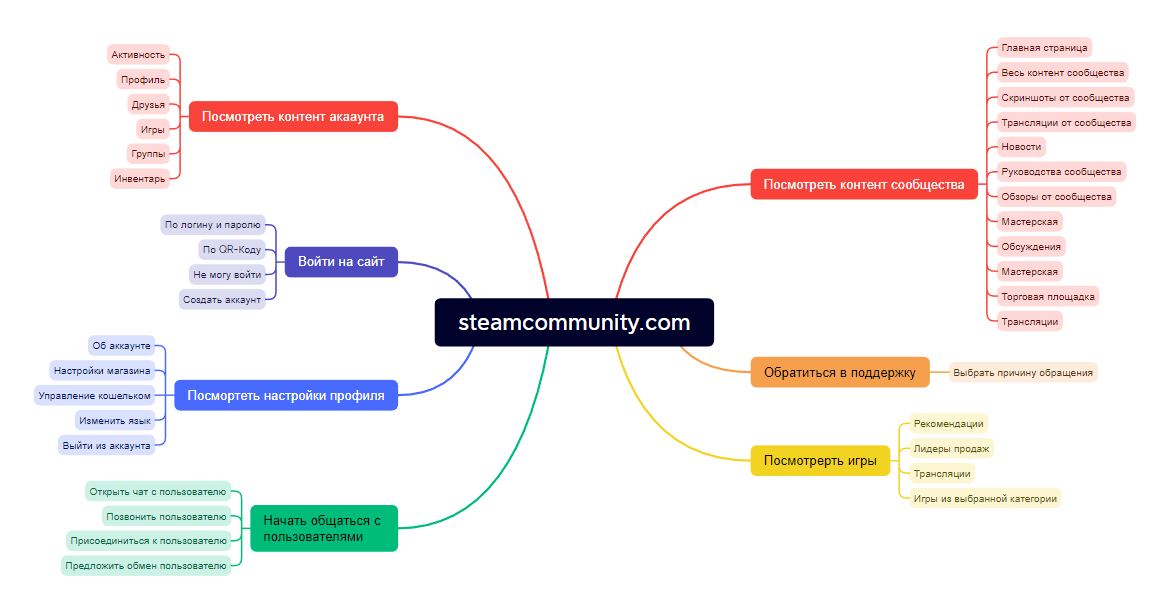 steamcommunity.com
Посмотреть контент акаунта
Активность
Профиль
Друзья
Игры
Группы
Инвентарь
Войти на сайт
По логину и паролю
По QR-Коду
Не могу войти
Создать аккаунт
Посмортеть настройки профиля
Об аккаунте
Настройки магазина
Управление кошельком
Изменить язык
Выйти из аккаунта
Начать общаться с
пользователями
Открыть чат с пользователю
Позвонить пользователю
Присоединиться к пользователю
Предложить обмен пользователю
Посмотреть контент сообщества
Главная страница
Весь контент сообщества
Скриншоты от сообщества
Трансляции от сообщества
Новости
Руководства сообщества
Обзоры от сообщества
Мастерская
Обсуждения
Мастерская
Торговая площадка
Трансляции
Обратиться в поддержку
Выбрать причину обращения
Посмотрерть игры
Рекомендации
Лидеры продаж
Трансляции
Игры из выбранной категории